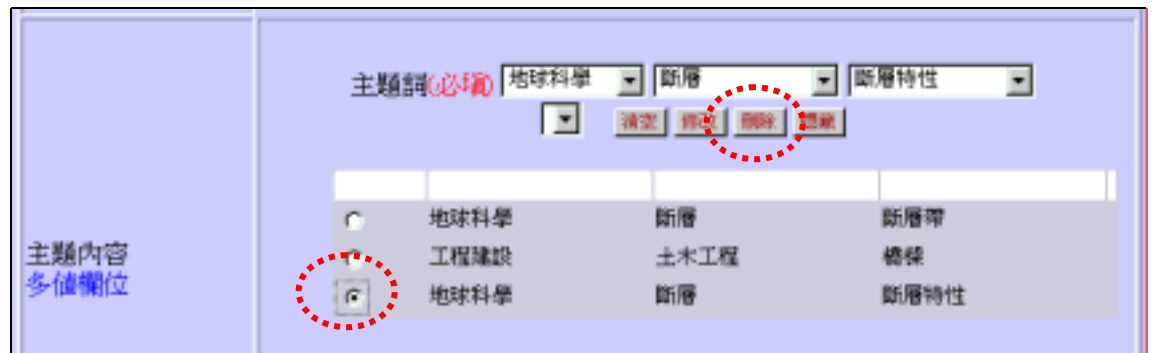 主題詞(必填) 地球科學 斷層 斷層特性
清空 修改 刪除 隱藏
地球科學 斷層 斷層帶
工程建設 土木工程 橋樑
地球科學 斷層 斷層特性
主題內容
多值欄位